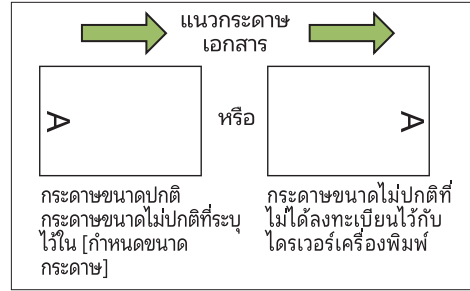 แนวกระดาษ
เอกสาร
A
หรือ
A
กระดาษขนาดปกติ
กระดาษขนาดไม่ปกติที่ระบุ
ไว้ใน [กำหนดขนาด
กระดาษ]
กระดาษขนาดไม่ปกติที่
ไม่ได้ลงทะเบียนไว้กับ
ไดรเวอร์เครื่องพิมพ์